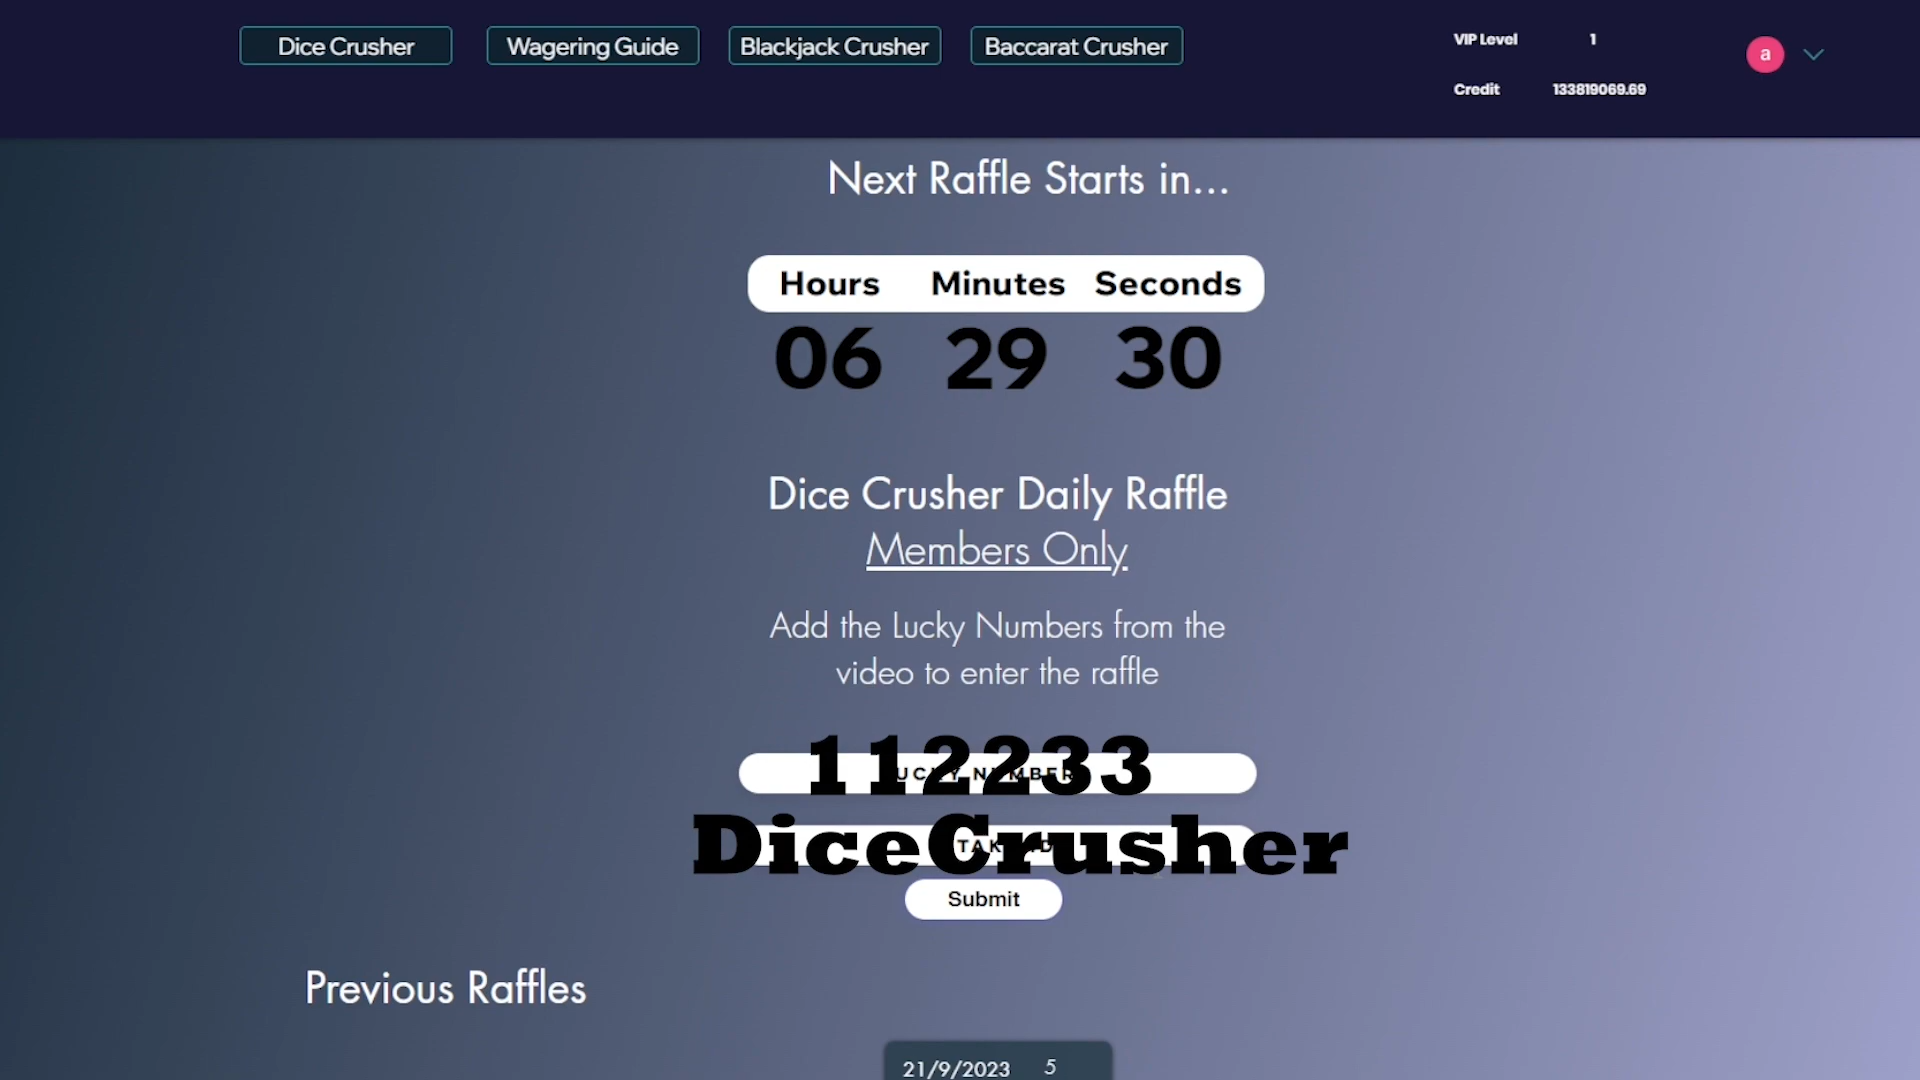 Dice Crusher
Wagering Guide
Blackjack Crusher
Baccarat Crusher
VIP Level 1
Credit 133819069.69
a
Next Raffle Starts in...
Hours Minutes Seconds
06 29 30
Dice Crusher Daily Raffle
Members Only
Add the Lucky Numbers from the
video to enter the raffle
112233
DiceCrusher
Submit
Previous Raffles
21/9/2023 5